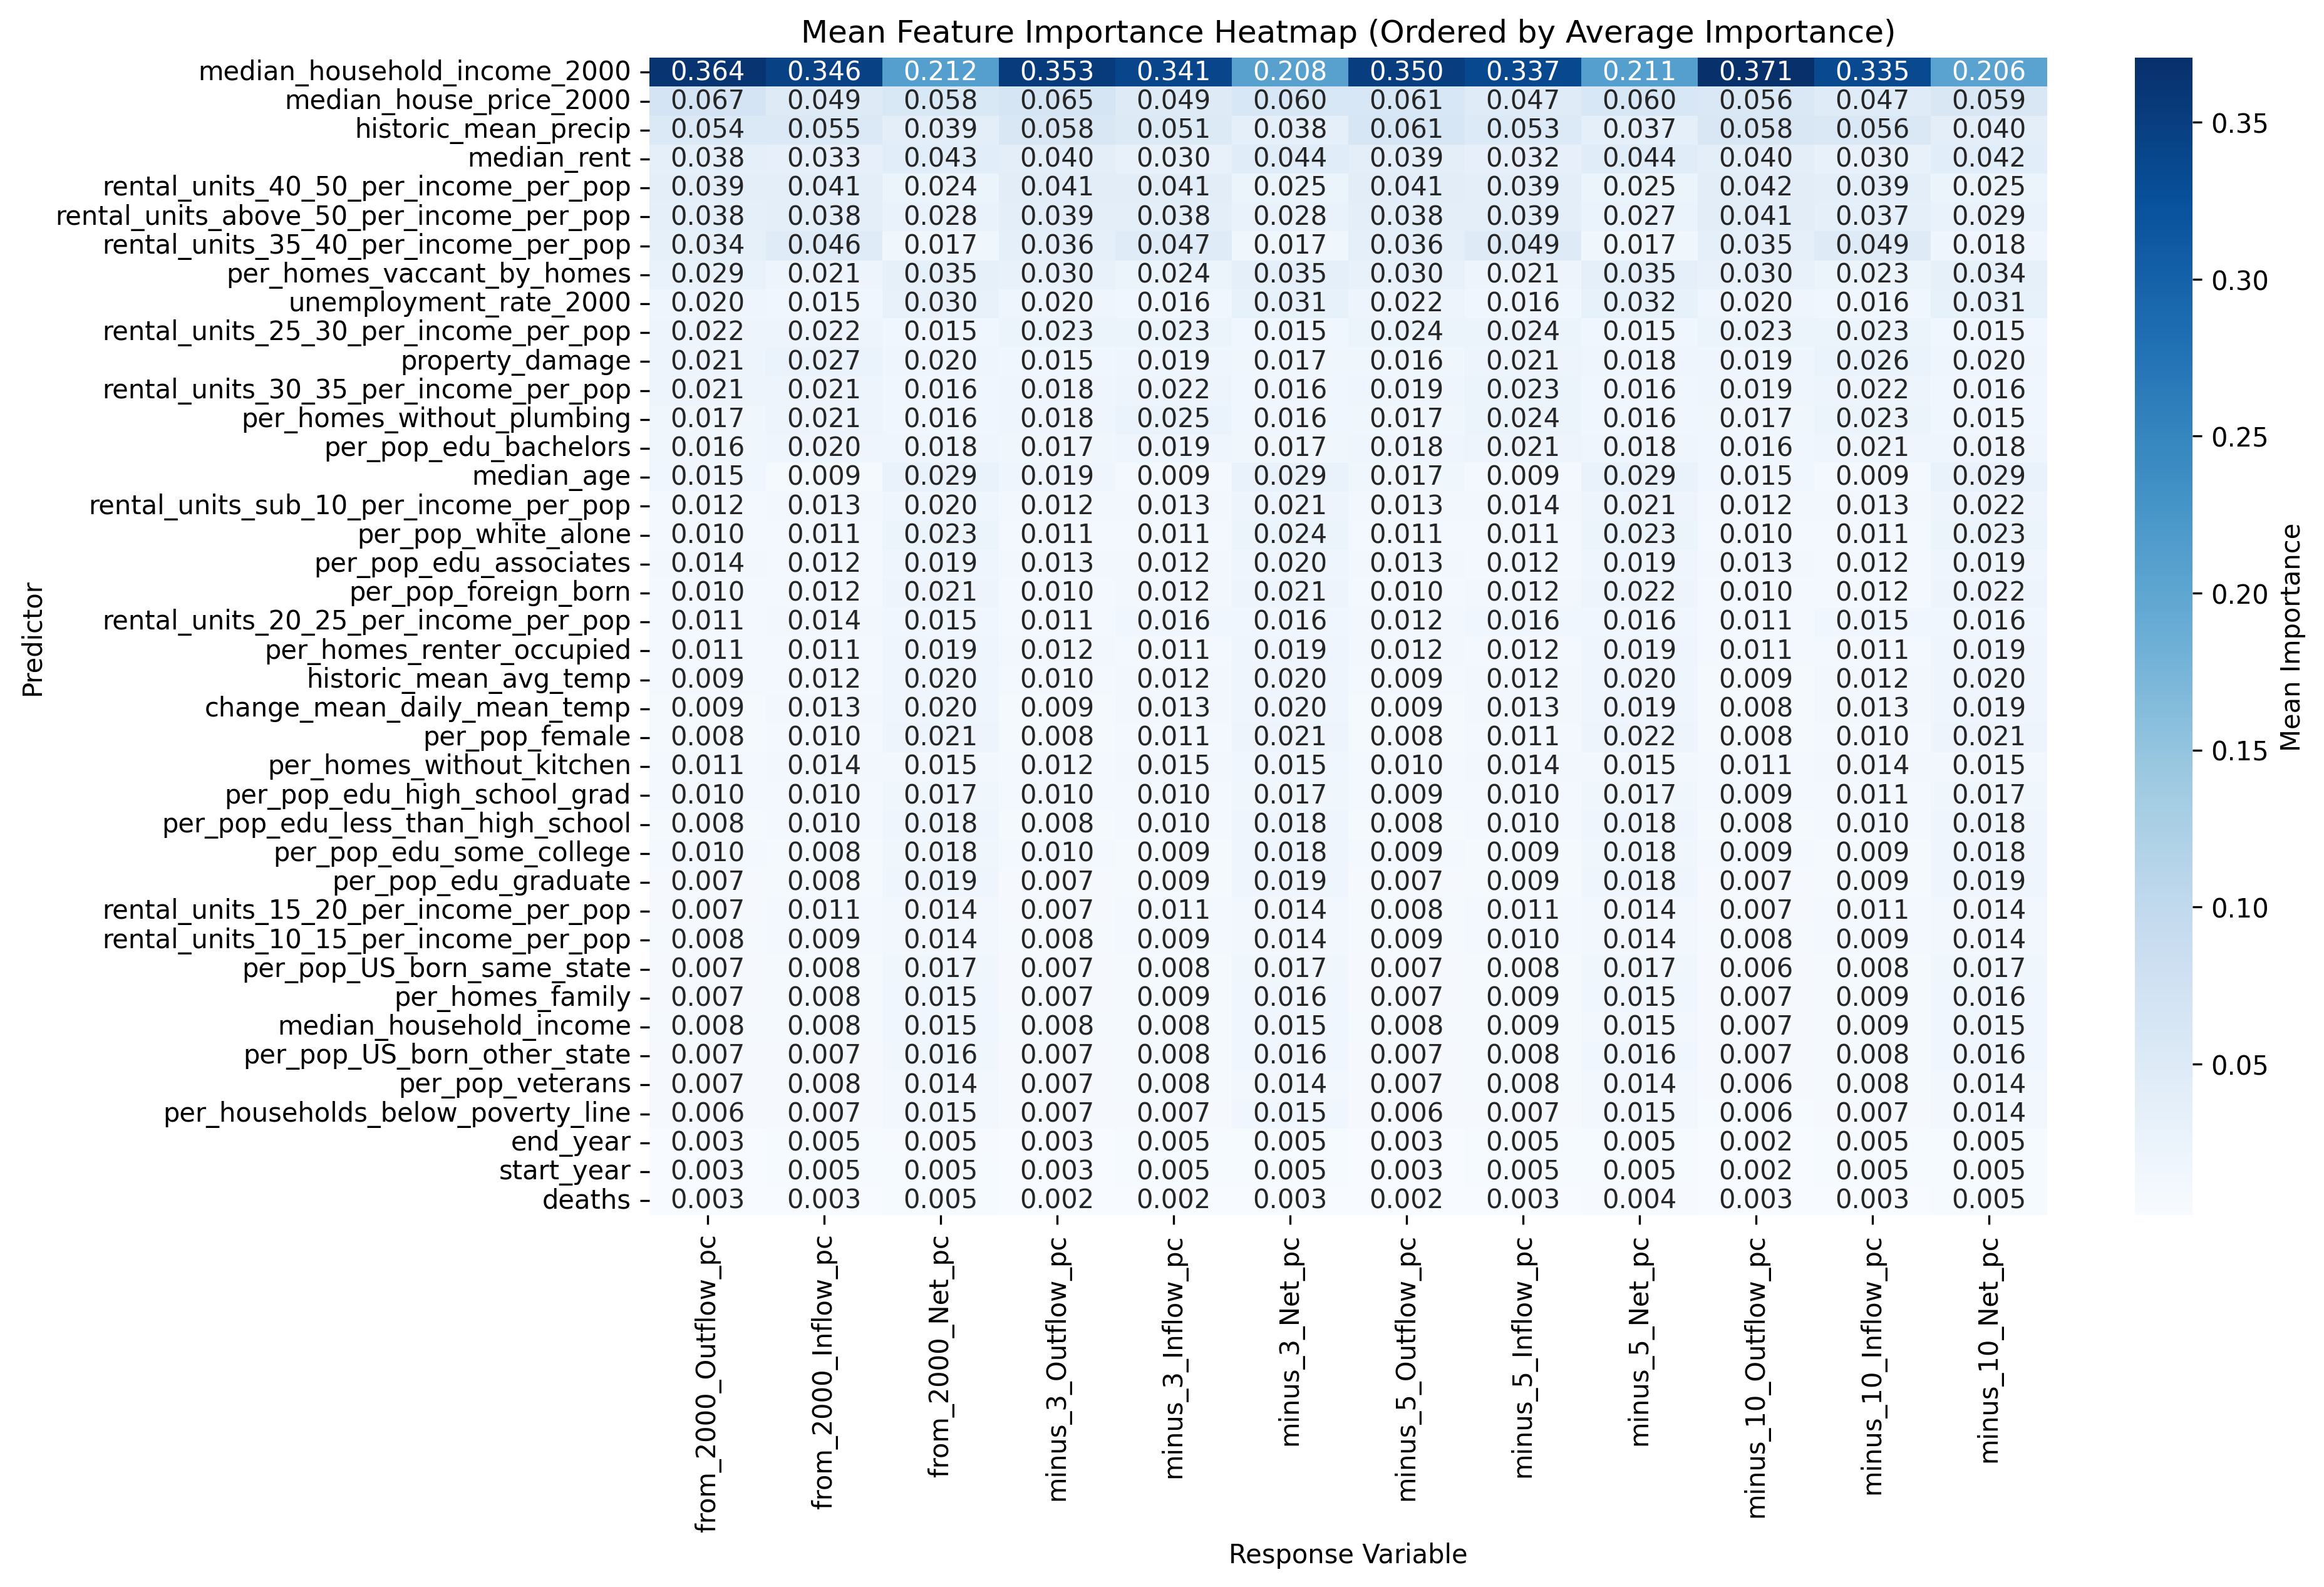 Mean Feature Importance Heatmap (Ordered by Average Importance)
median_household_income_2000 0.364 0.346 0.212 0.353 0.341 0.208 0.350 0.337 0.211 0.371 0.335 0.206
median_house_price_2000 0.067 0.049 0.058 0.065 0.049 0.060 0.061 0.047 0.060 0.056 0.047 0.059
historic_mean_precip 0.054 0.055 0.039 0.058 0.051 0.038 0.061 0.053 0.037 0.058 0.056 0.040
median_rent 0.038 0.033 0.043 0.040 0.030 0.044 0.039 0.032 0.044 0.040 0.030 0.042
rental_units_40_50_per_income_per_pop 0.039 0.041 0.024 0.041 0.041 0.025 0.041 0.039 0.025 0.042 0.039 0.025
rental_units_above_50_per_income_per_pop 0.038 0.038 0.028 0.039 0.038 0.028 0.038 0.039 0.027 0.041 0.037 0.029
rental_units_35_40_per_income_per_pop 0.034 0.046 0.017 0.036 0.047 0.017 0.036 0.049 0.017 0.035 0.049 0.018
per_homes_vaccant_by_homes 0.029 0.021 0.035 0.030 0.024 0.035 0.030 0.021 0.035 0.030 0.023 0.034
unemployment_rate_2000 0.020 0.015 0.030 0.020 0.016 0.031 0.022 0.016 0.032 0.020 0.016 0.031
rental_units_25_30_per_income_per_pop 0.022 0.022 0.015 0.023 0.023 0.015 0.024 0.024 0.015 0.023 0.023 0.015
property_damage 0.021 0.027 0.020 0.015 0.019 0.017 0.016 0.021 0.018 0.019 0.026 0.020
rental_units_30_35_per_income_per_pop 0.021 0.021 0.016 0.018 0.022 0.016 0.019 0.023 0.016 0.019 0.022 0.016
per_homes_without_plumbing 0.017 0.021 0.016 0.018 0.025 0.016 0.017 0.024 0.016 0.017 0.023 0.015
per_pop_edu_bachelors 0.016 0.020 0.018 0.017 0.019 0.017 0.018 0.021 0.018 0.016 0.021 0.018
median_age 0.015 0.009 0.029 0.019 0.009 0.029 0.017 0.009 0.029 0.015 0.009 0.029
rental_units_sub_10_per_income_per_pop 0.012 0.013 0.020 0.012 0.013 0.021 0.013 0.014 0.021 0.012 0.013 0.022
per_pop_white_alone 0.010 0.011 0.023 0.011 0.011 0.024 0.011 0.011 0.023 0.010 0.011 0.023
per_pop_edu_associates 0.014 0.012 0.019 0.013 0.012 0.020 0.013 0.012 0.019 0.013 0.012 0.019
per_pop_foreign_born 0.010 0.012 0.021 0.010 0.012 0.021 0.010 0.012 0.022 0.010 0.012 0.022
rental_units_20_25_per_income_per_pop 0.011 0.014 0.015 0.011 0.016 0.016 0.012 0.016 0.016 0.011 0.015 0.016
per_homes_renter_occupied 0.011 0.011 0.019 0.012 0.011 0.019 0.012 0.012 0.019 0.011 0.011 0.019
historic_mean_avg_temp 0.009 0.012 0.020 0.010 0.012 0.020 0.009 0.012 0.020 0.009 0.012 0.020
change_mean_daily_mean_temp 0.009 0.013 0.020 0.009 0.013 0.020 0.009 0.013 0.019 0.008 0.013 0.019
per_pop_female 0.008 0.010 0.021 0.008 0.011 0.021 0.008 0.011 0.022 0.008 0.010 0.021
per_homes_without_kitchen 0.011 0.014 0.015 0.012 0.015 0.015 0.010 0.014 0.015 0.011 0.014 0.015
per_pop_edu_high_school_grad 0.010 0.010 0.017 0.010 0.010 0.017 0.009 0.010 0.017 0.009 0.011 0.017
per_pop_edu_less_than_high_school 0.008 0.010 0.018 0.008 0.010 0.018 0.008 0.010 0.018 0.008 0.010 0.018
per_pop_edu_some_college 0.010 0.008 0.018 0.010 0.009 0.018 0.009 0.009 0.018 0.009 0.009 0.018
per_pop_edu_graduate 0.007 0.008 0.019 0.007 0.009 0.019 0.007 0.009 0.018 0.007 0.009 0.019
rental_units_15_20_per_income_per_pop 0.007 0.011 0.014 0.007 0.011 0.014 0.008 0.011 0.014 0.007 0.011 0.014
rental_units_10_15_per_income_per_pop 0.008 0.009 0.014 0.008 0.009 0.014 0.009 0.010 0.014 0.008 0.009 0.014
per_pop_US_born_same_state 0.007 0.008 0.017 0.007 0.008 0.017 0.007 0.008 0.017 0.006 0.008 0.017
per_homes_family 0.007 0.008 0.015 0.007 0.009 0.016 0.007 0.009 0.015 0.007 0.009 0.016
median_household_income 0.008 0.008 0.015 0.008 0.008 0.015 0.008 0.009 0.015 0.007 0.009 0.015
per_pop_US_born_other_state 0.007 0.007 0.016 0.007 0.008 0.016 0.007 0.008 0.016 0.007 0.008 0.016
per_pop_veterans 0.007 0.008 0.014 0.007 0.008 0.014 0.007 0.008 0.014 0.006 0.008 0.014
per_households_below_poverty_line 0.006 0.007 0.015 0.007 0.007 0.015 0.006 0.007 0.015 0.006 0.007 0.014
end_year 0.003 0.005 0.005 0.003 0.005 0.005 0.003 0.005 0.005 0.002 0.005 0.005
start_year 0.003 0.005 0.005 0.003 0.005 0.005 0.003 0.005 0.005 0.002 0.005 0.005
deaths 0.003 0.003 0.005 0.002 0.002 0.003 0.002 0.003 0.004 0.003 0.003 0.005
Predictor
from_2000_Outflow_pc
from_2000_Inflow_pc
from_2000_Net_pc
minus_3_Outflow_pc
minus_3_Inflow_pc
minus_3_Net_pc
minus_5_Outflow_pc
minus_5_Inflow_pc
minus_5_Net_pc
minus_10_Outflow_pc
minus_10_Inflow_pc
minus_10_Net_pc
Response Variable
0.35
0.30
0.25
0.20
0.15
0.10
0.05
Mean Importance